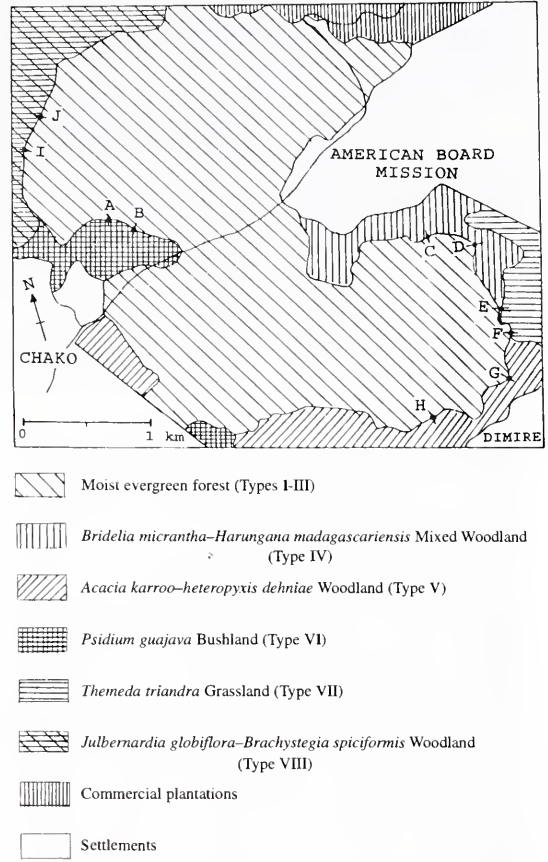 J
I
AMERICAN BOARD
MISSION
A
B
C
D
N
E
F
CHAKO
G
H
0 1 km
DIMIRE
Moist evergreen forest (Types I-III)
Bridelia micrantha–Harungana madagascariensis Mixed Woodland
(Type IV)
Acacia karroo–heteropyxis dehniae Woodland (Type V)
Psidium guajava Bushland (Type VI)
Themeda triandra Grassland (Type VII)
Julbernardia globiflora–Brachystegia spiciformis Woodland
(Type VIII)
Commercial plantations
Settlements